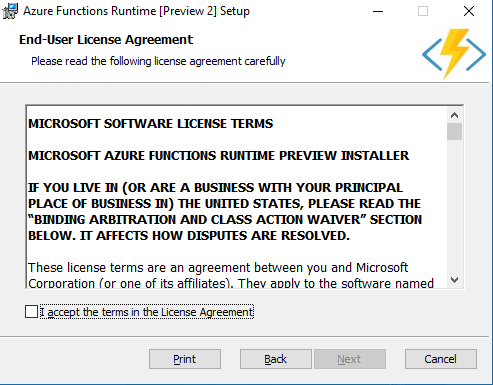 Azure Functions Runtime [Preview 2] Setup
End-User License Agreement
Please read the following license agreement carefully
MICROSOFT SOFTWARE LICENSE TERMS
MICROSOFT AZURE FUNCTIONS RUNTIME PREVIEW INSTALLER
IF YOU LIVE IN (OR ARE A BUSINESS WITH YOUR PRINCIPAL
PLACE OF BUSINESS IN) THE UNITED STATES, PLEASE READ THE
“BINDING ARBITRATION AND CLASS ACTION WAIVER” SECTION
BELOW. IT AFFECTS HOW DISPUTES ARE RESOLVED.
These license terms are an agreement between you and Microsoft
Corporation (or one of its affiliates). They apply to the software named
I accept the terms in the License Agreement
Print Back Next Cancel